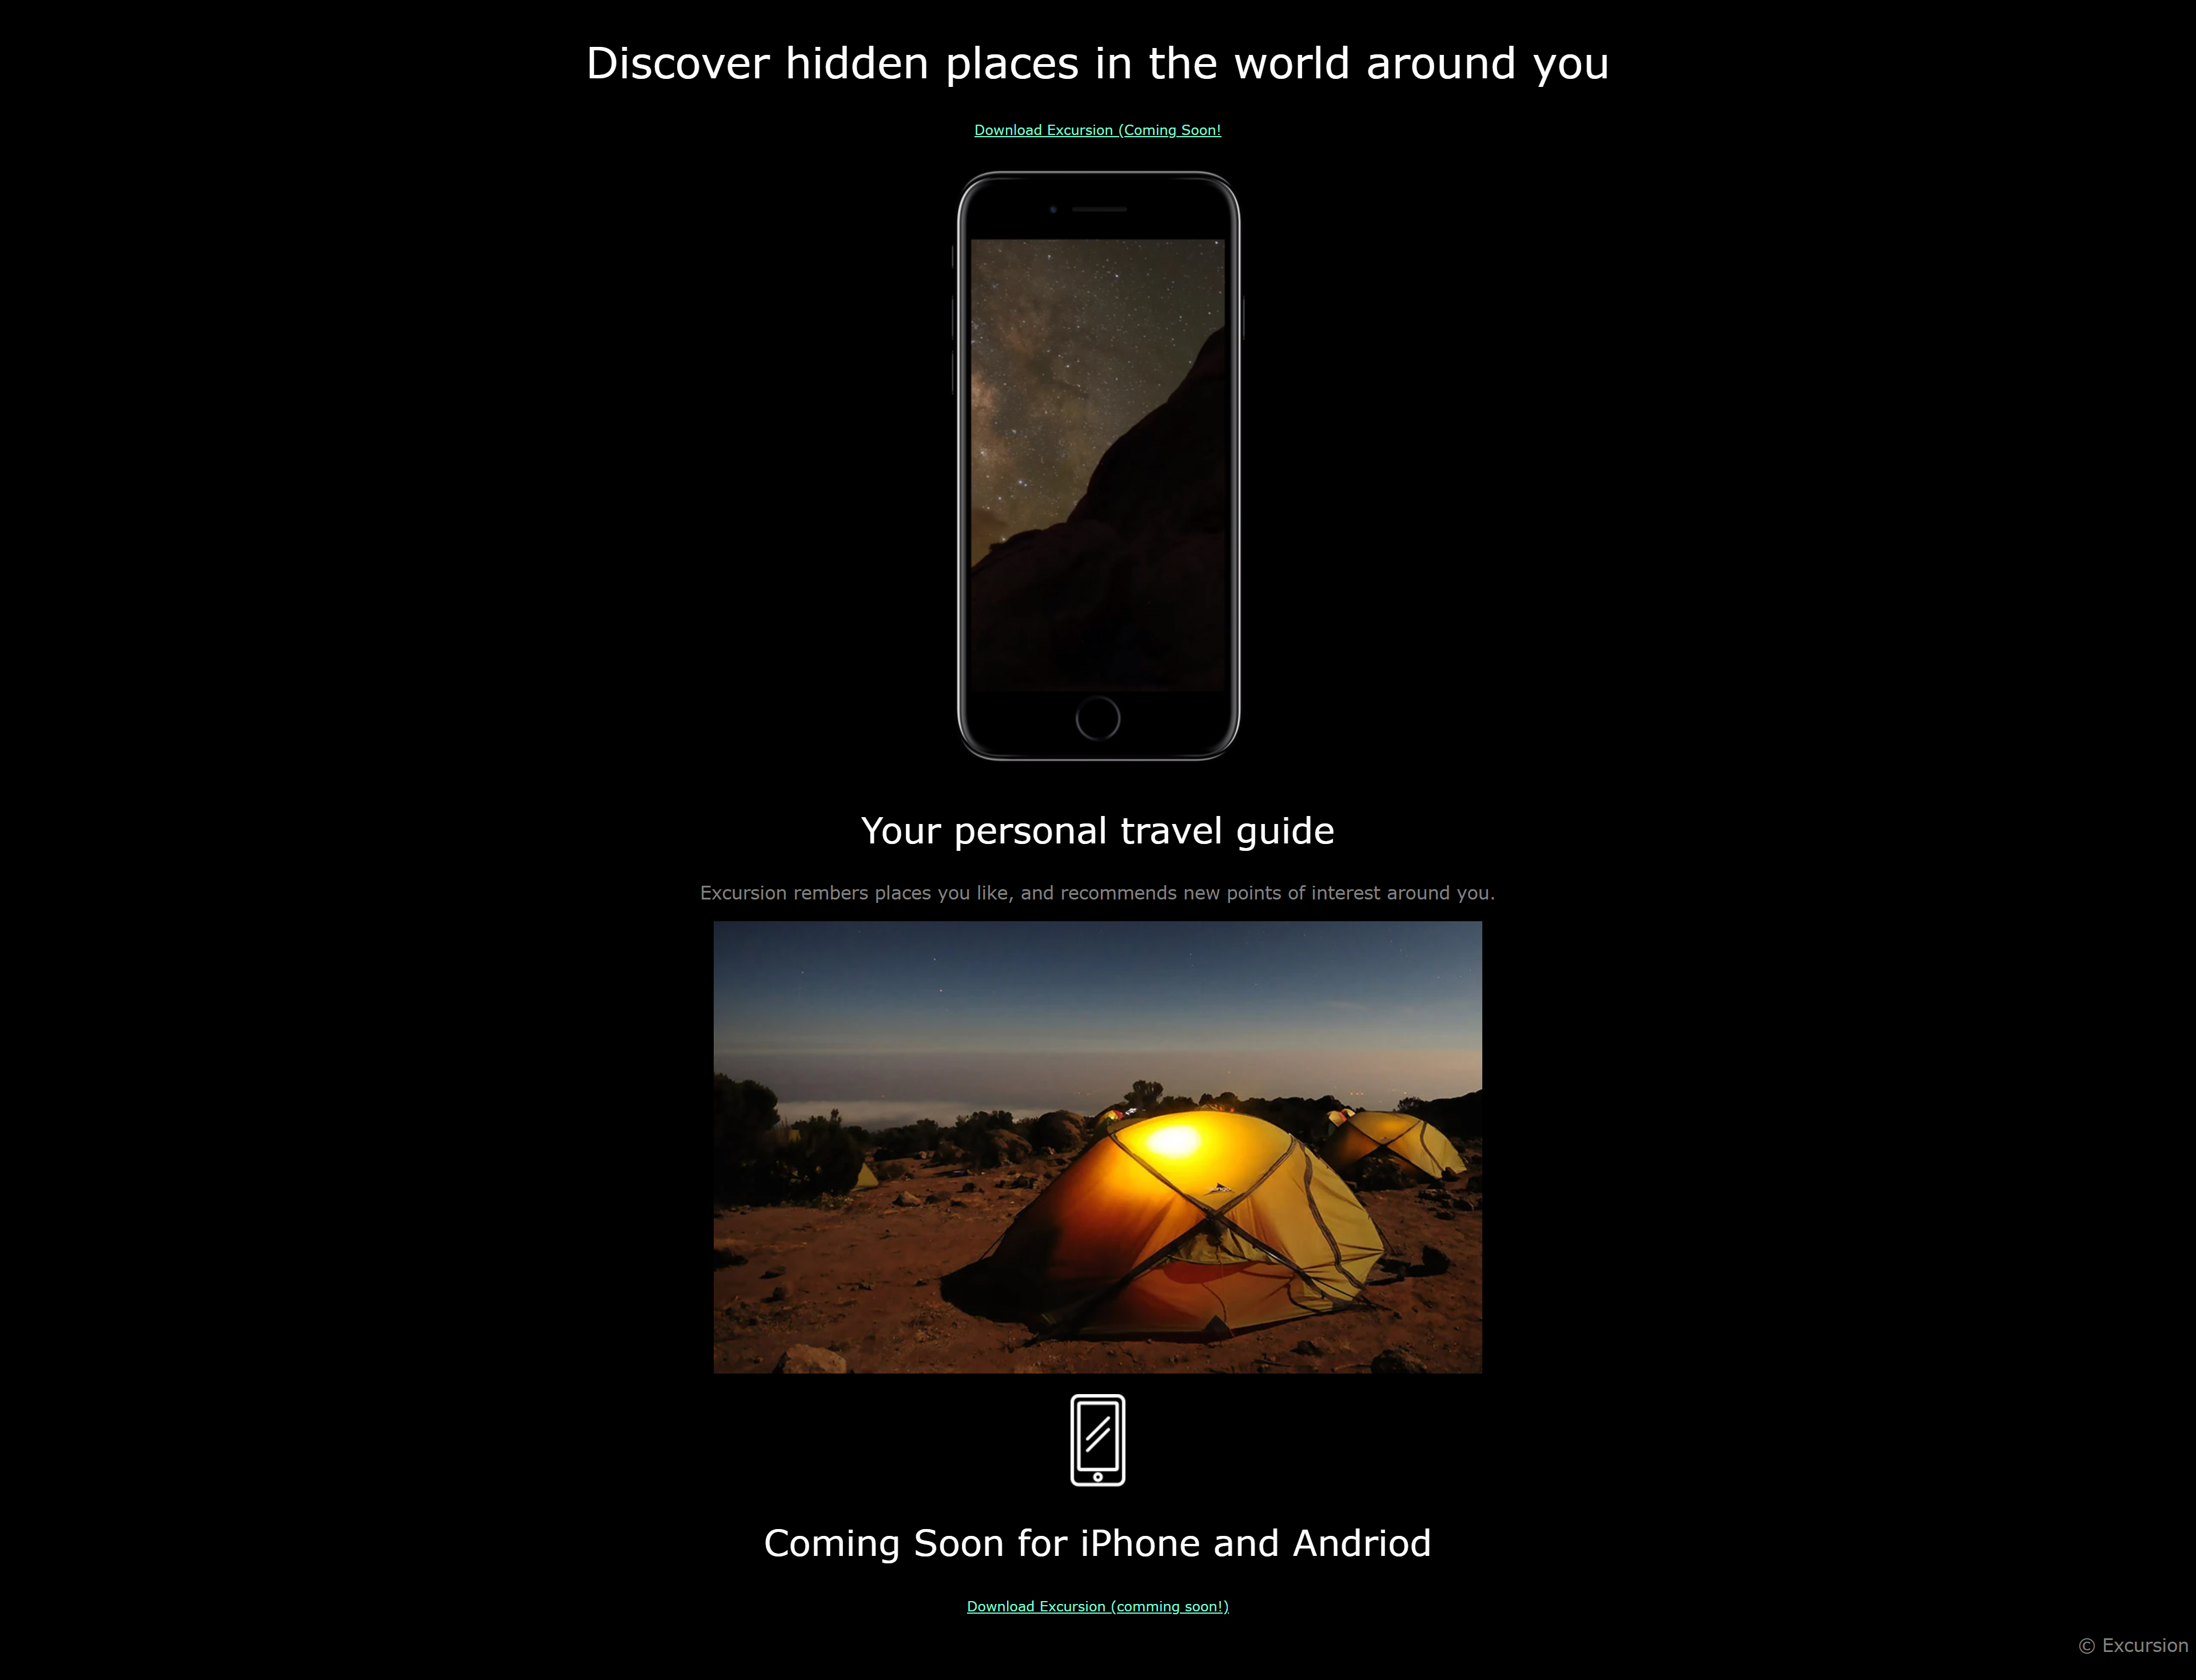 Discover hidden places in the world around you
Download Excursion (Coming Soon!
Your personal travel guide
Excursion rembers places you like, and recommends new points of interest around you.
Coming Soon for iPhone and Andriod
Download Excursion (comming soon!)
© Excursion